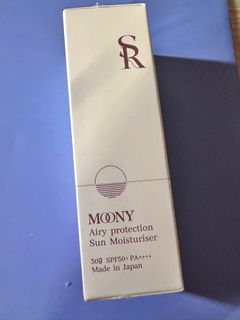 SR
MOONY
Airy protection
Sun Moisturiser
30g SPF50+ PA++++
Made in Japan